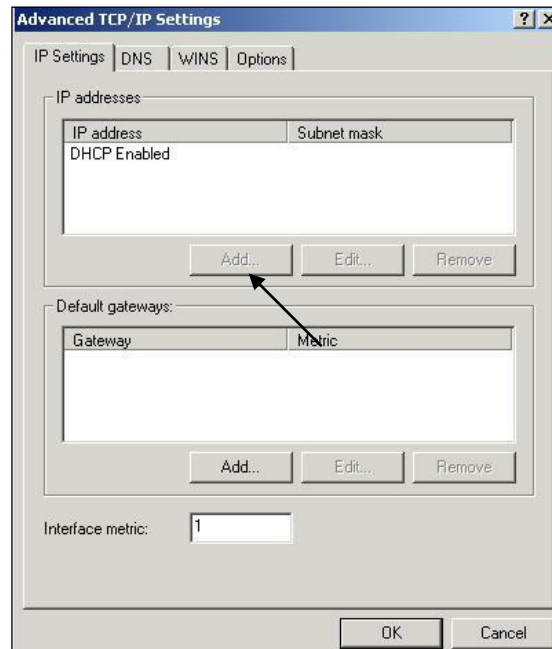 Advanced TCP/IP Settings
IP Settings DNS WINS Options
IP addresses
IP address Subnet mask
DHCP Enabled
Add... Edit... Remove
Default gateways:
Gateway Metric
Add... Edit... Remove
Interface metric: 1
OK Cancel